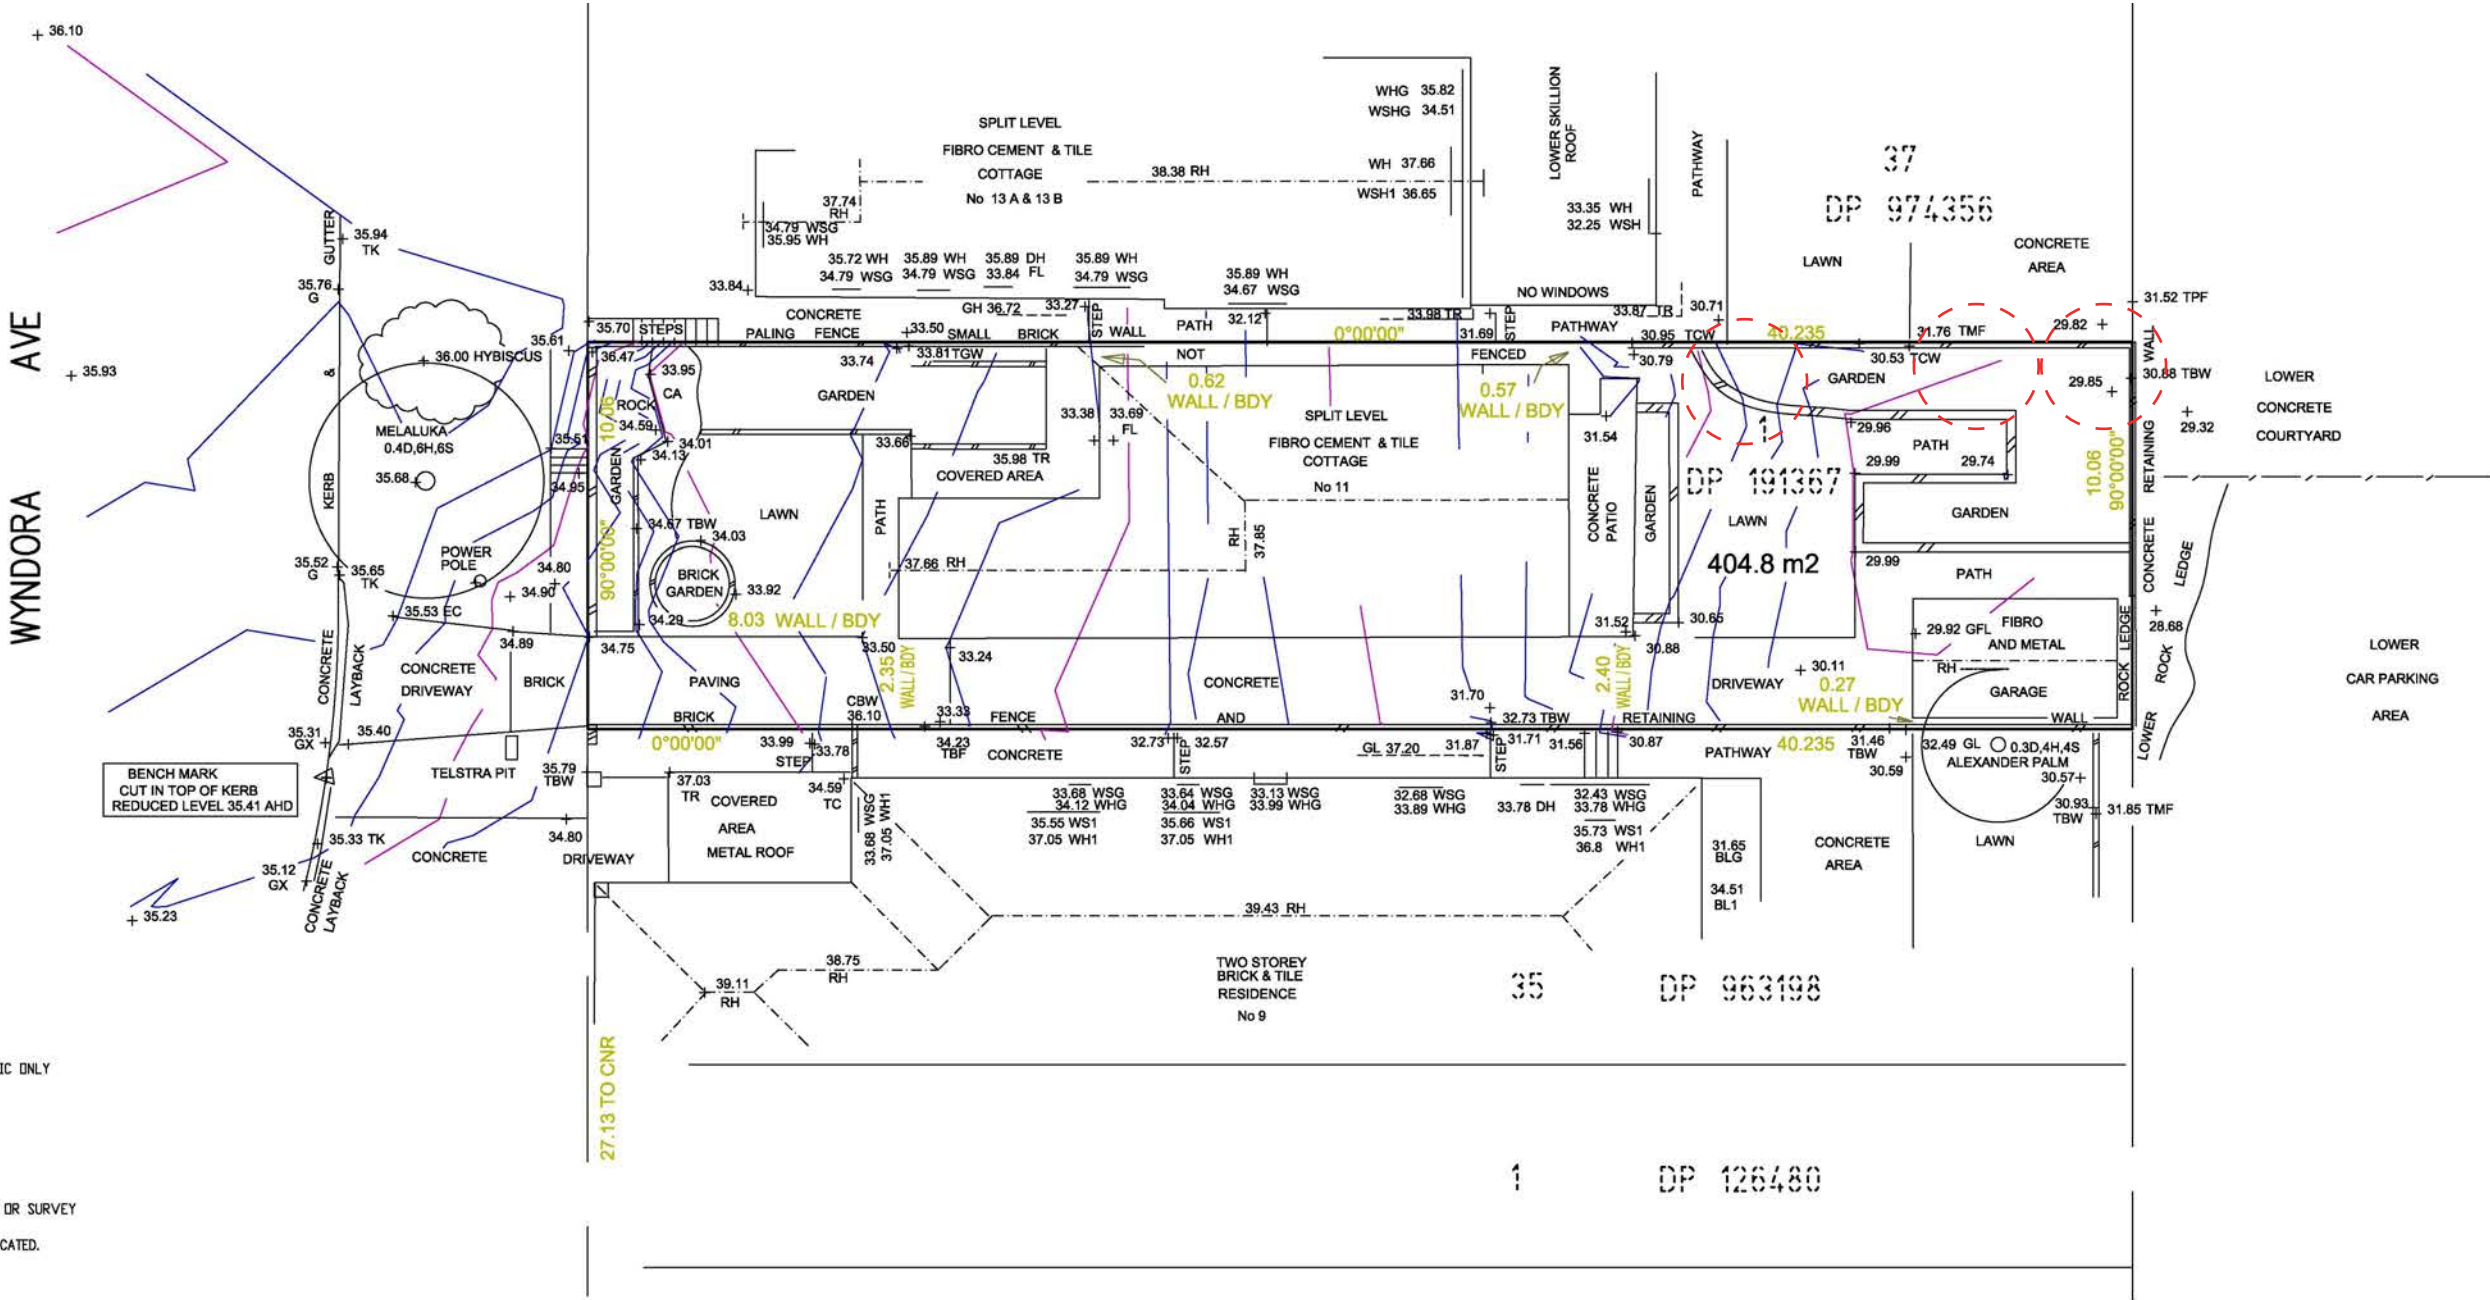 36.10
35.93
WYNDORA AVE
35.94
TK
GUTTER
&
KERB
35.76
G
36.00 HYBISCUS
MELALUKA
0.4D,6H,6S
35.68
POWER
POLE
35.52
G
35.65
TK
35.53 EC
34.89
34.90
34.80
34.95
35.51
35.61
CONCRETE
LAYBACK
CONCRETE
DRIVEWAY
BRICK
35.31
GX
35.40
BENCH MARK
CUT IN TOP OF KERB
REDUCED LEVEL 35.41 AHD
TELSTRA PIT
35.79
TBW
35.33 TK
35.12
GX
CONCRETE
LAYBACK
CONCRETE
34.80
DRIVEWAY
35.23
SPLIT LEVEL
FIBRO CEMENT & TILE
COTTAGE
No 13 A & 13 B
38.38 RH
37.74
RH
34.79 WSG
35.95 WH
33.84
35.72 WH
34.79 WSG
35.89 WH
34.79 WSG
35.89 DH
33.84 FL
35.89 WH
34.79 WSG
35.89 WH
34.67 WSG
WHG 35.82
WSHG 34.51
WH 37.66
WSH1 36.65
LOWER SKILLION
ROOF
33.35 WH
32.25 WSH
NO WINDOWS
PATHWAY
37
DP 974356
LAWN
CONCRETE
AREA
31.52 TPF
GH 36.72
33.27
STEP
CONCRETE
35.70
STEPS
PALING FENCE
33.50
SMALL BRICK WALL
PATH
32.12
0°00'00"
33.98 TR
31.69
STEP
PATHWAY
33.87 TB
30.71
30.95 TCW
40.235
31.76 TMF
29.82
36.47
33.95
CA
ROCK
34.59
34.01
34.13
10.06
GARDEN
90°00'00"
33.74
33.81 TGW
GARDEN
33.66
35.98 TR
COVERED AREA
33.38
33.69
FL
NOT
FENCED
0.62
WALL / BDY
0.57
WALL / BDY
30.79
30.53 TCW
GARDEN
29.85
30.88 TBW
WALL
RETAINING
CONCRETE
LOWER
CONCRETE
COURTYARD
29.32
SPLIT LEVEL
FIBRO CEMENT & TILE
COTTAGE
No 11
31.54
CONCRETE
PATIO
GARDEN
1
DP 191367
LAWN
404.8 m2
29.96
PATH
29.99
29.74
GARDEN
29.99
PATH
10.06
90°00'00"
34.67 TBW
34.03
LAWN
PATH
BRICK
GARDEN
33.92
34.29
8.03 WALL / BDY
37.66 RH
RH
37.85
34.75
33.50
33.24
2.35
WALL / BDY
31.52
30.65
30.88
2.40
WALL / BDY
29.92 GFL
FIBRO
AND METAL
RH
GARAGE
28.68
LEDGE
ROCK
LOWER
ROCK LEDGE
LOWER
CAR PARKING
AREA
PAVING
CONCRETE
DRIVEWAY
30.11
0.27
WALL / BDY
BRICK
CBW
36.10
33.33
FENCE
AND
31.70
32.73 TBW
RETAINING
WALL
0°00'00"
33.99
33.78
STEP
34.23
TBF
CONCRETE
32.73
STEP
32.57
GL 37.20
31.87
STEP
31.71
31.56
30.87
PATHWAY
40.235
31.46
TBW
30.59
32.49 GL
0.3D,4H,4S
ALEXANDER PALM
30.57
30.93
TBW
31.85 TMF
37.03
TR
COVERED
AREA
METAL ROOF
34.59
TC
33.68 WSG
37.05 WH1
33.68 WSG
34.12 WHG
35.55 WS1
37.05 WH1
33.64 WSG
34.04 WHG
35.66 WS1
37.05 WH1
33.13 WSG
33.99 WHG
32.68 WSG
33.89 WHG
33.78 DH
32.43 WSG
33.78 WHG
35.73 WS1
36.8 WH1
31.65
BLG
34.51
BL1
CONCRETE
AREA
LAWN
39.43 RH
38.75
RH
39.11
RH
TWO STOREY
BRICK & TILE
RESIDENCE
No 9
35
DP 963198
27.13 TO CNR
1
DP 126480
IC ONLY
OR SURVEY
CATED.